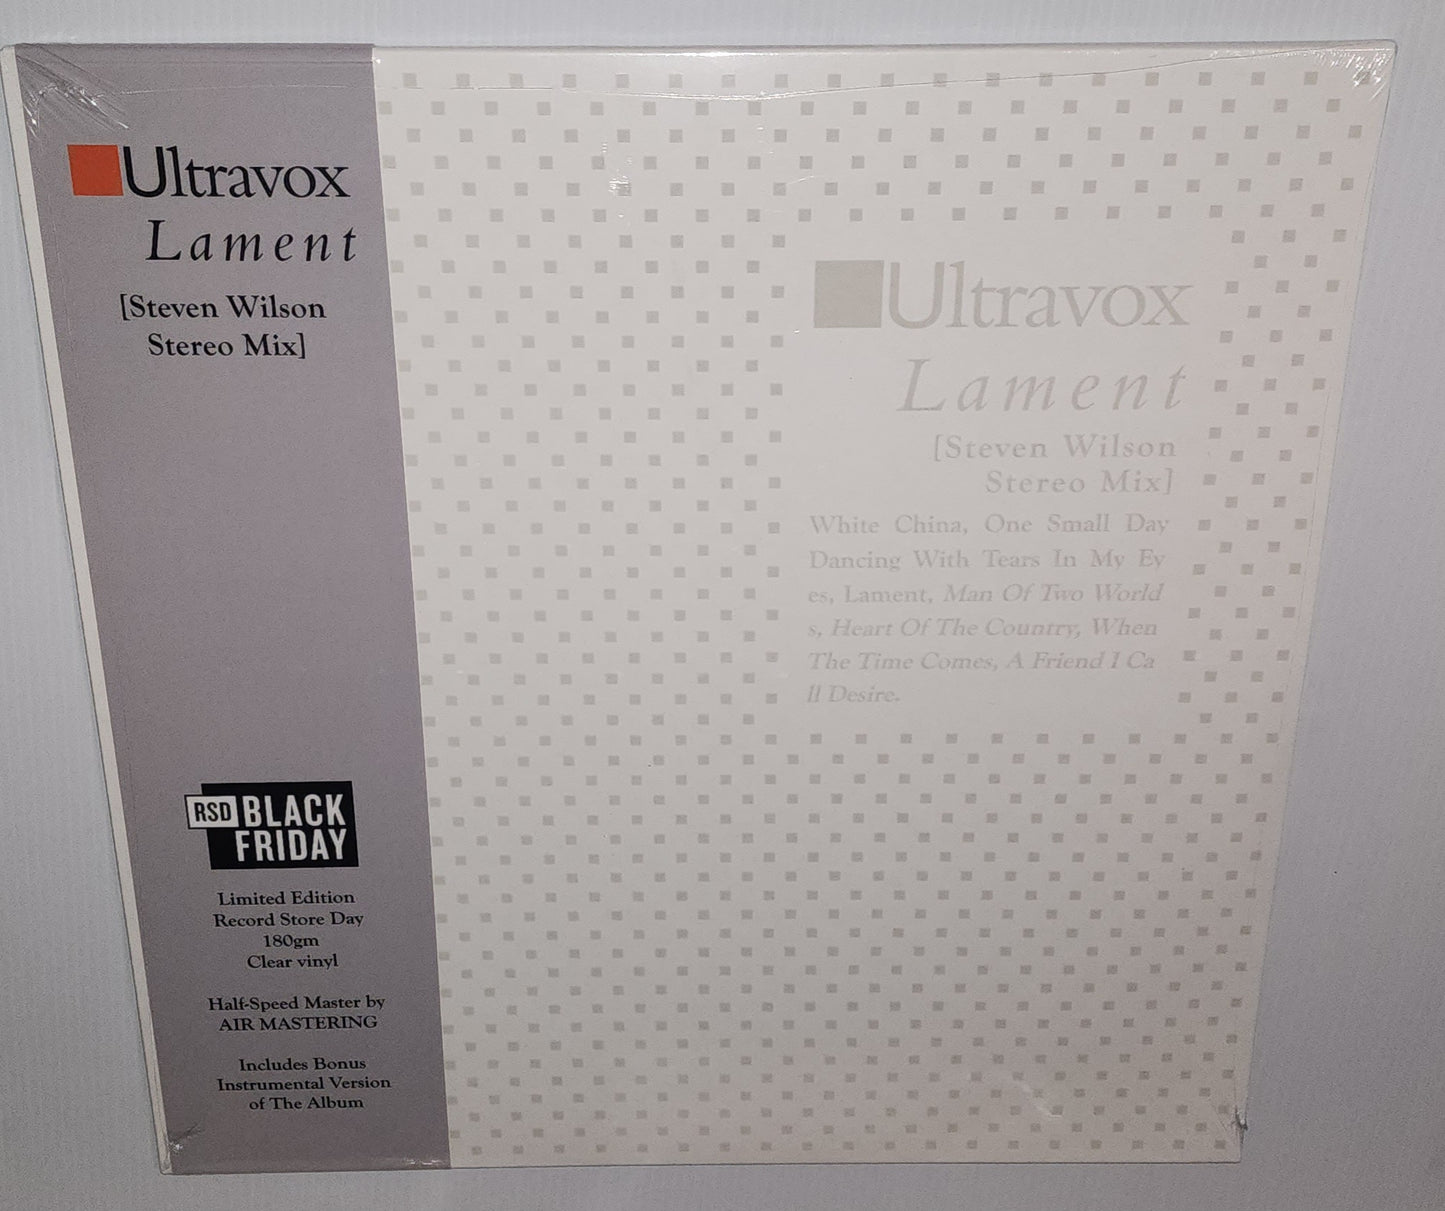 Ultravox
Lament
[Steven Wilson
Stereo Mix]
RSD BLACK
FRIDAY
Limited Edition
Record Store Day
180gm
Clear vinyl
Half-Speed Master by
AIR MASTERING
Includes Bonus
Instrumental Version
of The Album
Ultravox
Lament
[Steven Wilson
Stereo Mix]
White China, One Small Day
Dancing With Tears In My Ey
es, Lament, Man Of Two World
s, Heart Of The Country, When
The Time Comes, A Friend I Ca
ll Desire.